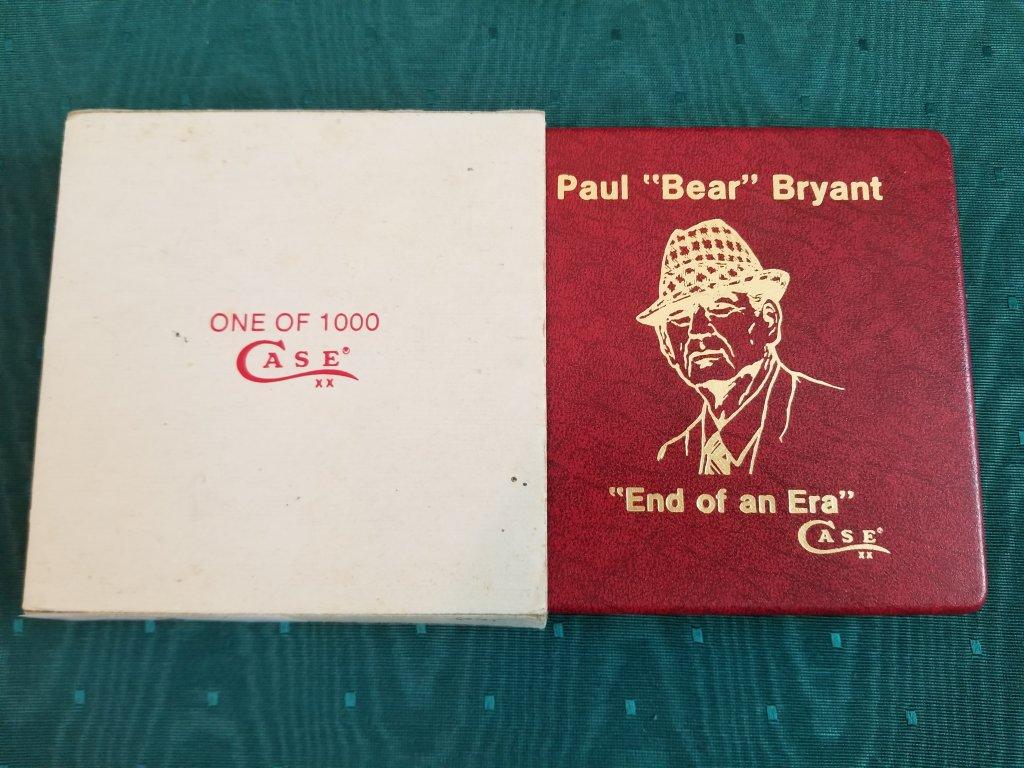 ONE OF 1000
CASE®
XX
Paul "Bear" Bryant
"End of an Era"
CASE®
XX